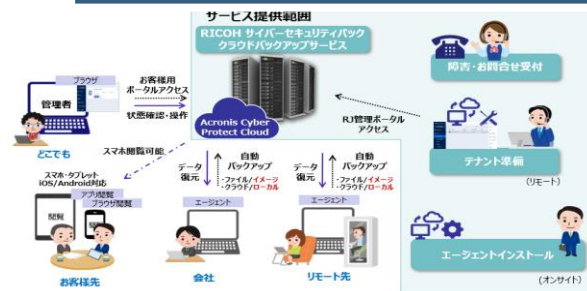 サービス提供範囲
RICOH サイバーセキュリティパック
クラウドバックアップサービス
ブラウザ
管理者
どこでも
お客様用
ポータルアクセス
状態確認・操作
Acronis Cyber
Protect Cloud
RJ管理ポータル
アクセス
障害・お問合せ受付
テナント準備
(リモート)
エージェントインストール
(オンサイト)
スマホ閲覧可能
スマホ・タブレット
iOS/Android対応
アプリ閲覧
ブラウザ閲覧
閲覧
閲覧
お客様先
データ
復元
自動
バックアップ
・ファイル/イメージ
・クラウド/ローカル
エージェント
会社
データ
復元
自動
バックアップ
・ファイル/イメージ
・クラウド/ローカル
エージェント
リモート先